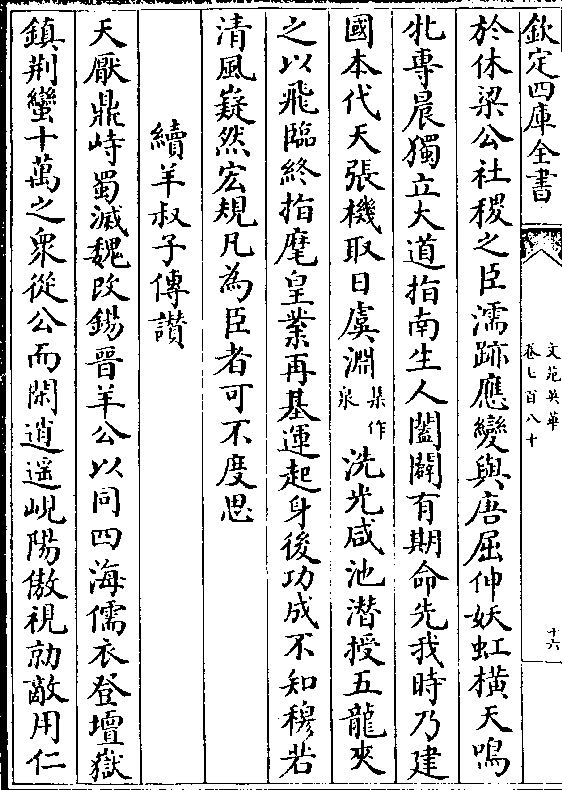 欽定四庫全書
文苑英華
卷七百八十
十六
於休梁公社稷之臣濡跡應變與唐屈伸妖虹橫天鳴
牝專晨獨立大道指南生人闔闢有期命先我時乃建
國本代天張機取日虞淵集作泉洗光咸池潛授五龍夾
之以飛臨終指麾皇業再基運起身後功成不知穆若
清風嶷然宏規凡為臣者可不度思
續羊叔子傳讃
天厭鼎峙蜀滅魏改錫晉羊公以同四海儒衣登壇嶽
鎮荆蠻十萬之衆從公而閑逍遥峴陽傲視勍敵用仁